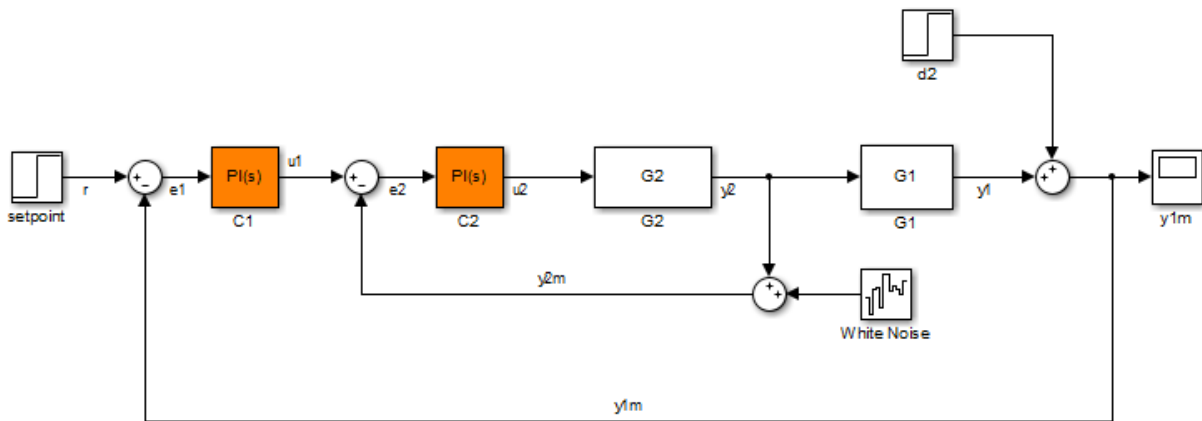 d2
setpoint
r
e1
PI(s)
C1
u1
e2
PI(s)
C2
u2
G2
G2
y2
G1
G1
y1
y1m
y2m
White Noise
y1m